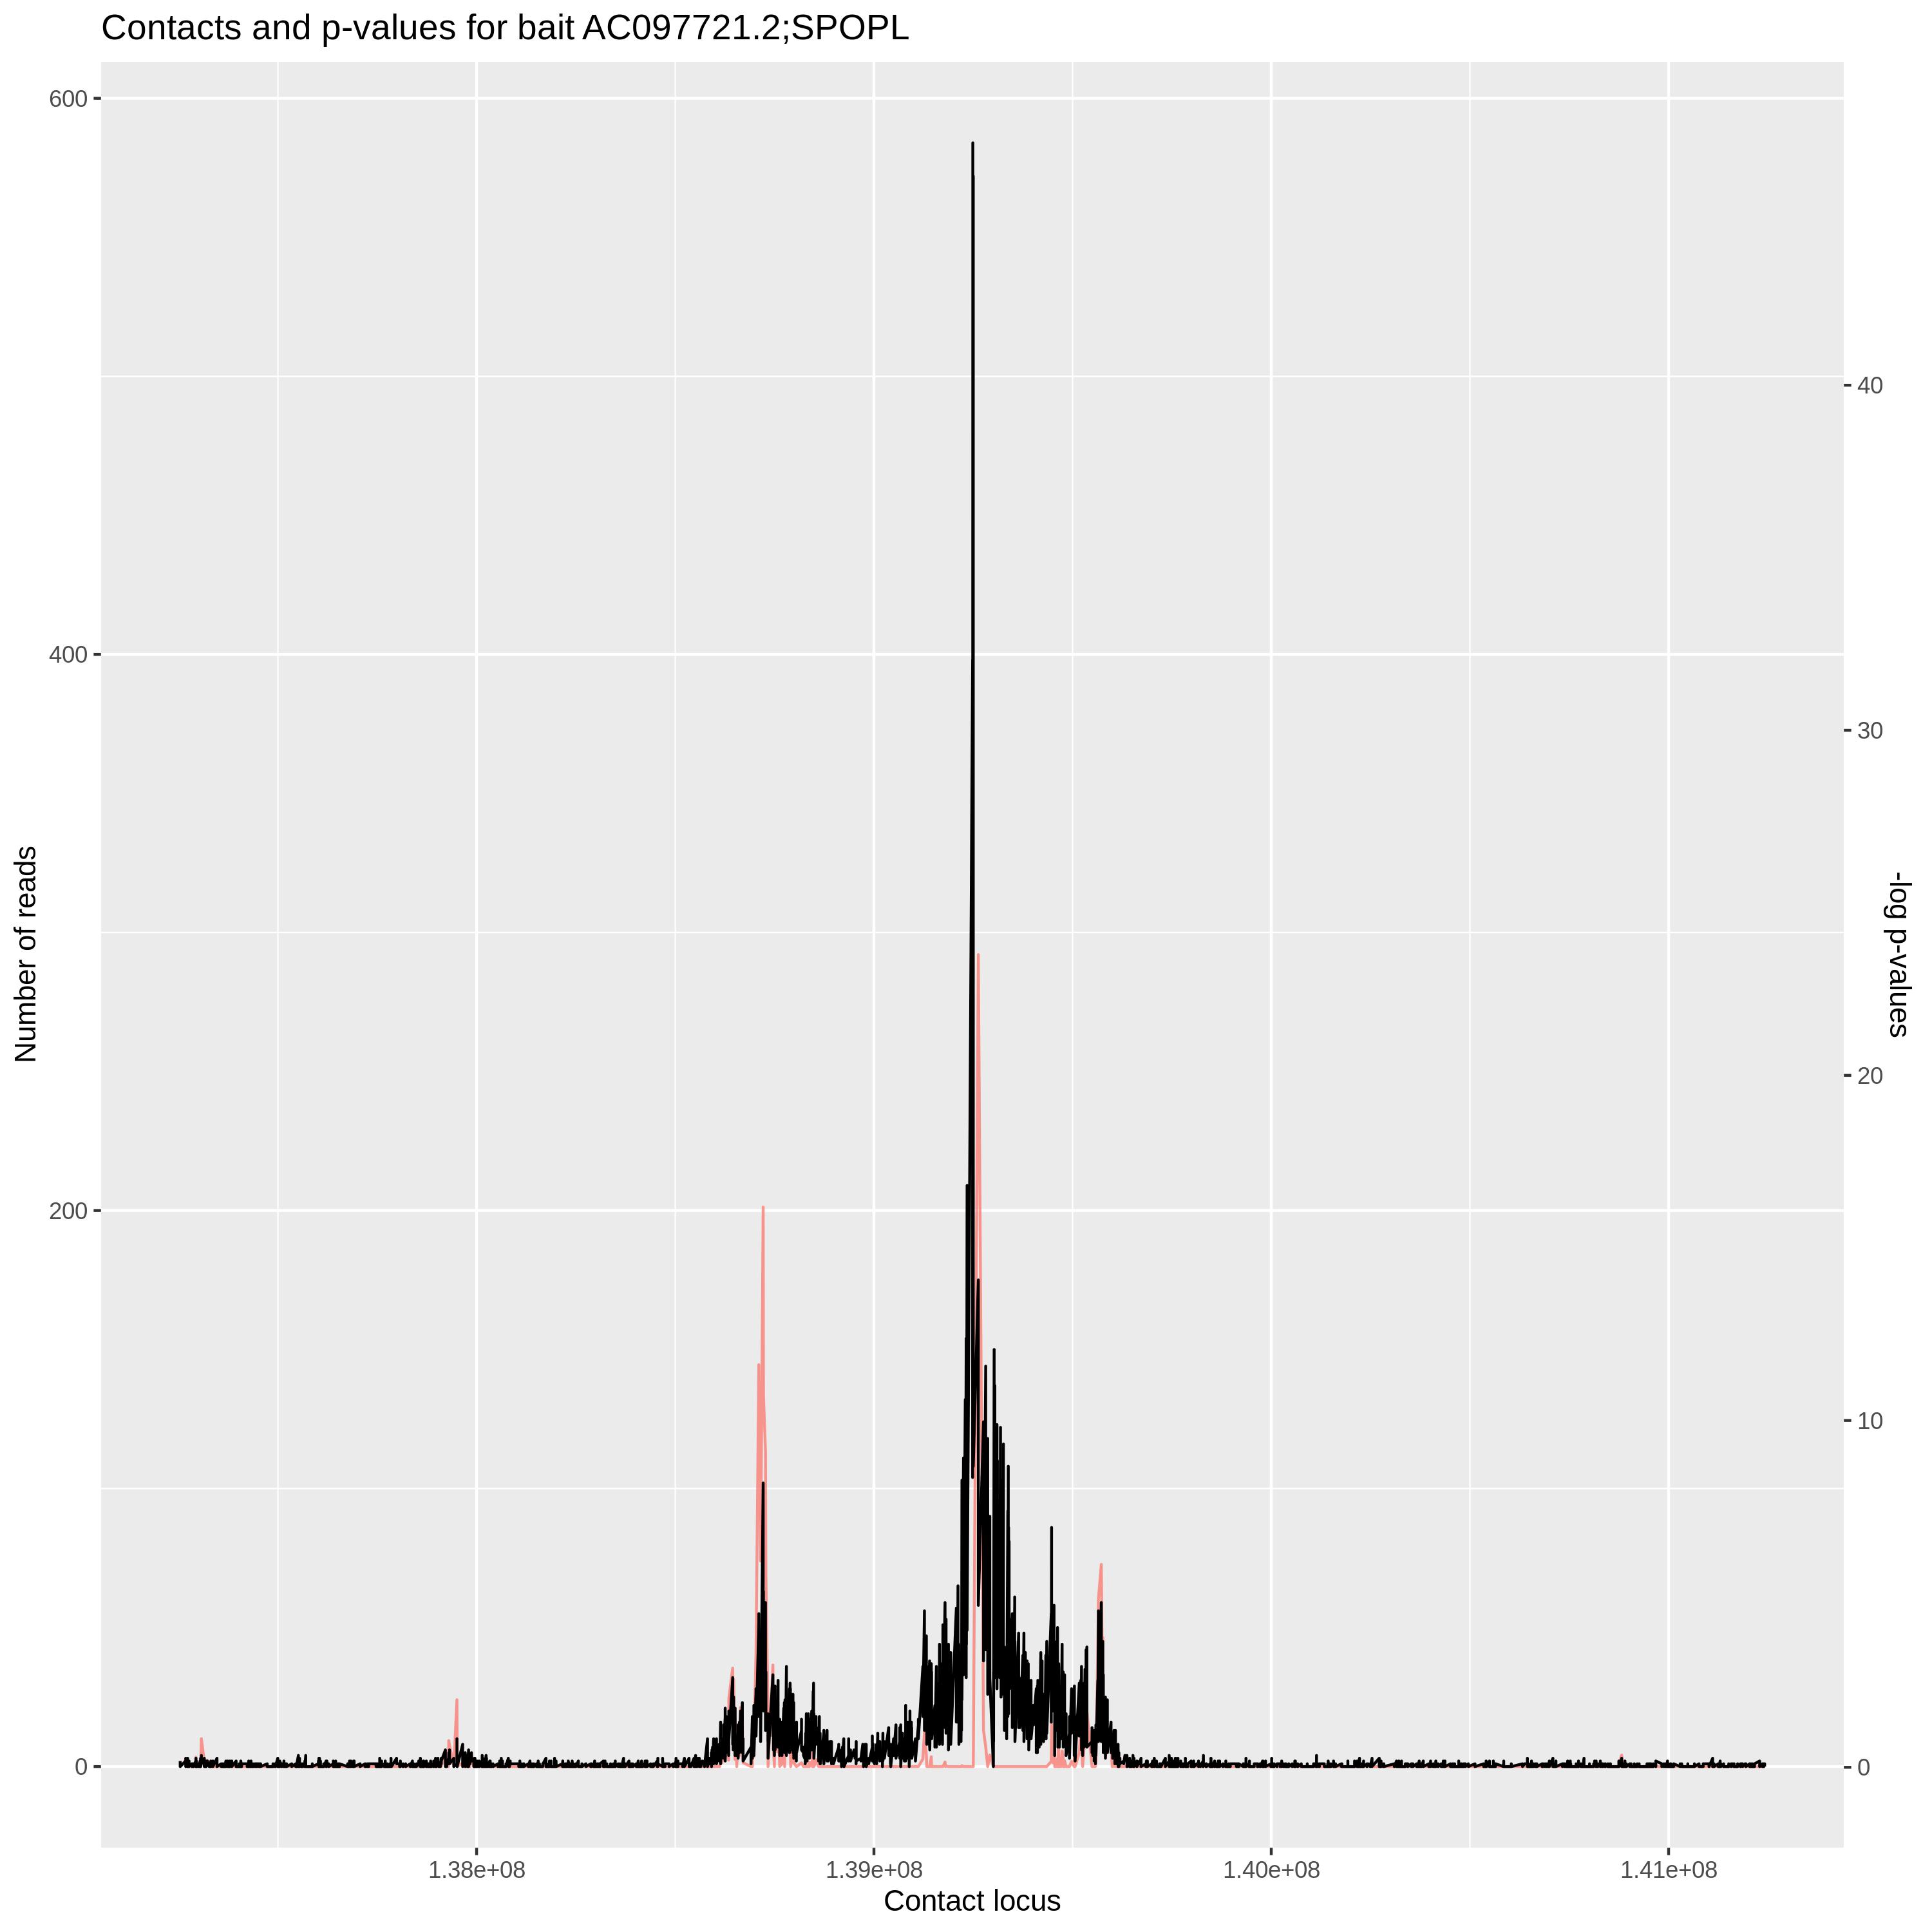 Contacts and p-values for bait AC097721.2;SPOPL
600
400
200
0
Number of reads
40
30
20
10
0
-log p-values
1.38e+08
1.39e+08
1.40e+08
1.41e+08
Contact locus